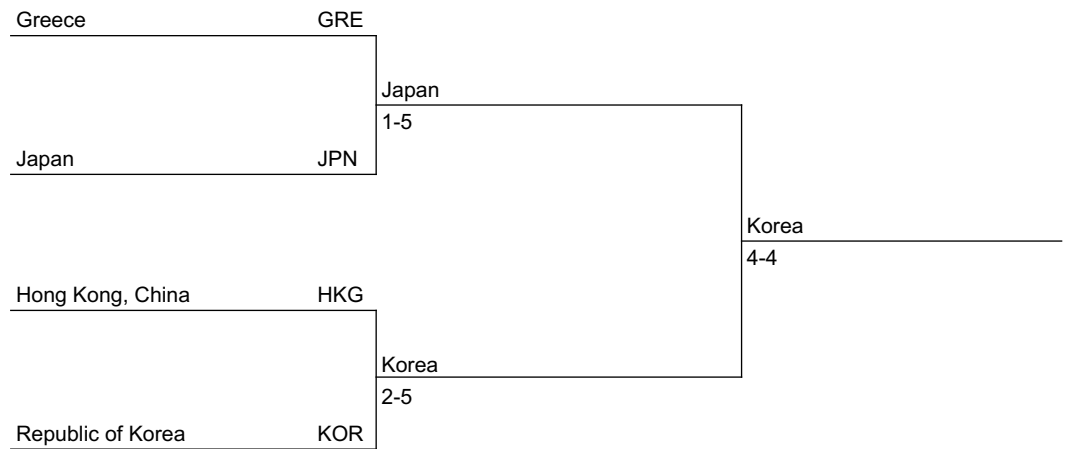 Greece GRE
Japan
1-5
Japan JPN
Korea
4-4
Hong Kong, China HKG
Korea
2-5
Republic of Korea KOR